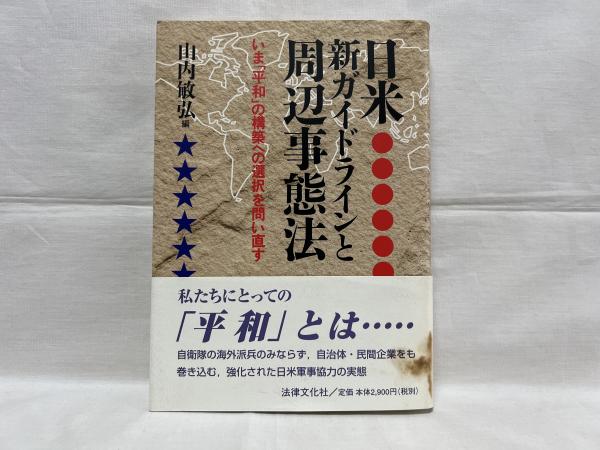 日米
新ガイドラインと
周辺事態法
いま「平和」の構築への選択を問い直す
山内敏弘 編
私たちにとっての
「平和」とは……
自衛隊の海外派兵のみならず，自治体・民間企業をも
巻き込む，強化された日米軍事協力の実態
法律文化社／定価 本体2,900円（税別）